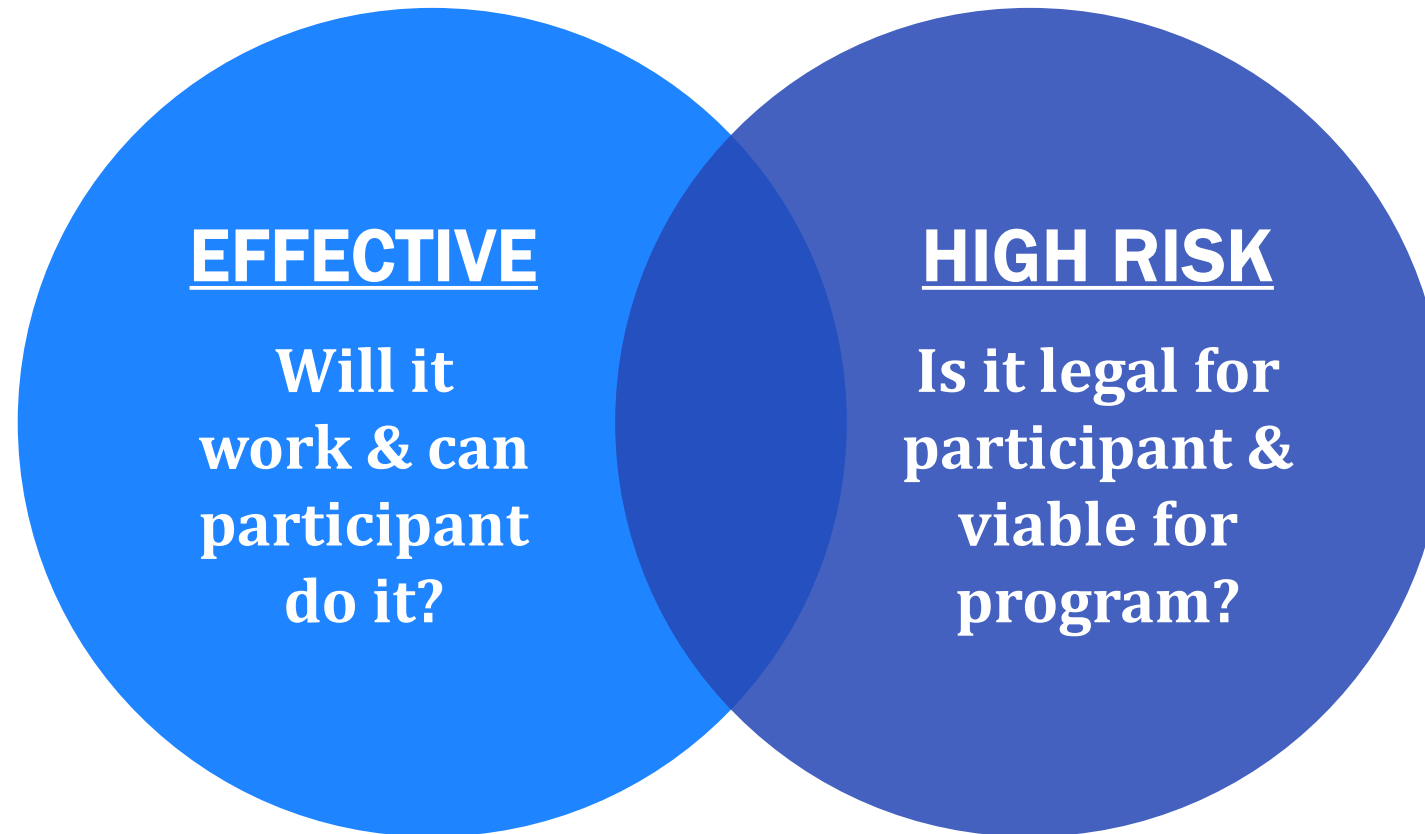 EFFECTIVE
Will it
work & can
participant
do it?
HIGH RISK
Is it legal for
participant &
viable for
program?